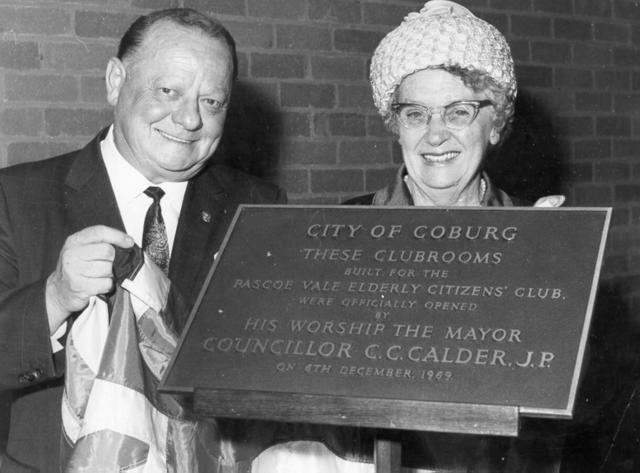 CITY OF COBURG
THESE CLUBROOMS
BUILT FOR THE
PASCOE VALE ELDERLY CITIZENS' CLUB.
WERE OFFICIALLY OPENED
BY
HIS WORSHIP THE MAYOR
COUNCILLOR C.C.CALDER, J.P.
ON 6TH DECEMBER, 1969.